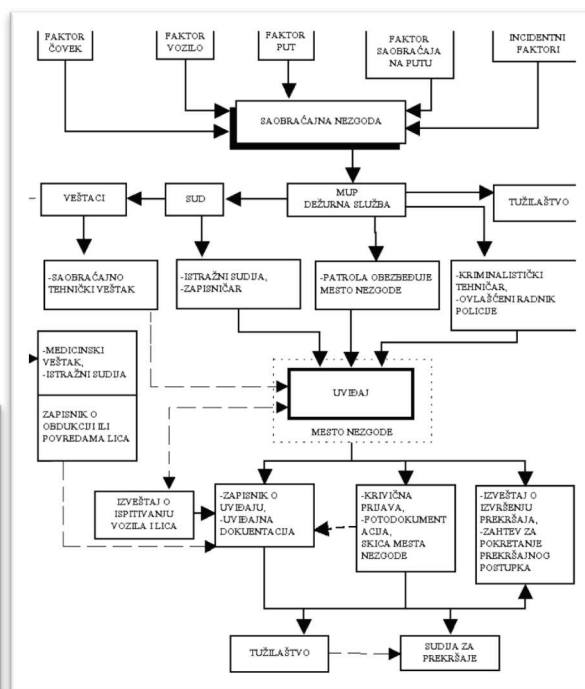 FAKTOR
ČOVEK
FAKTOR
VOZILO
FAKTOR
PUT
FAKTOR
SAOBRAĆAJA
NA PUTU
INCIDENTNI
FAKTORI
SAOBRAĆAJNA NEZGODA
VEŠTACI
SUD
MUP
DEŽURNA SLUŽBA
TUŽILAŠTVO
-SAOBRAĆAJNO
TEHNIČKI VEŠTAK
-ISTRAŽNI SUDIJA,
-ZAPISNIČAR
-PATROLA OBEZBEĐUJE
MESTO NEZGODE
-KRIMINALISTIČKI
TEHNIČAR,
-OVLAŠĆENI RADNIK
POLICIJE
-MEDICINSKI
VEŠTAK,
-ISTRAŽNI SUDIJA
ZAPISNIK O
OBDUKCIJI ILI
POVREDAMA LICA
UVIĐAJ
MESTO NEZGODE
IZVEŠTAJ O
ISPITIVANJU
VOZILA I LICA
-ZAPISNIK O
UVIĐAJU,
-UVIĐAJNA
DOKUENTACIJA
-KRIVIČNA
PRIJAVA,
-FOTODOKUMENT
ACIJA,
SKICA MESTA
NEZGODE
-IZVEŠTAJ O
IZVRŠENJU
PREKRŠAJA,
-ZAHTEV ZA
POKRETANJE
PREKRŠAJNOG
POSTUPKA
TUŽILAŠTVO
SUDIJA ZA
PREKRŠAJE